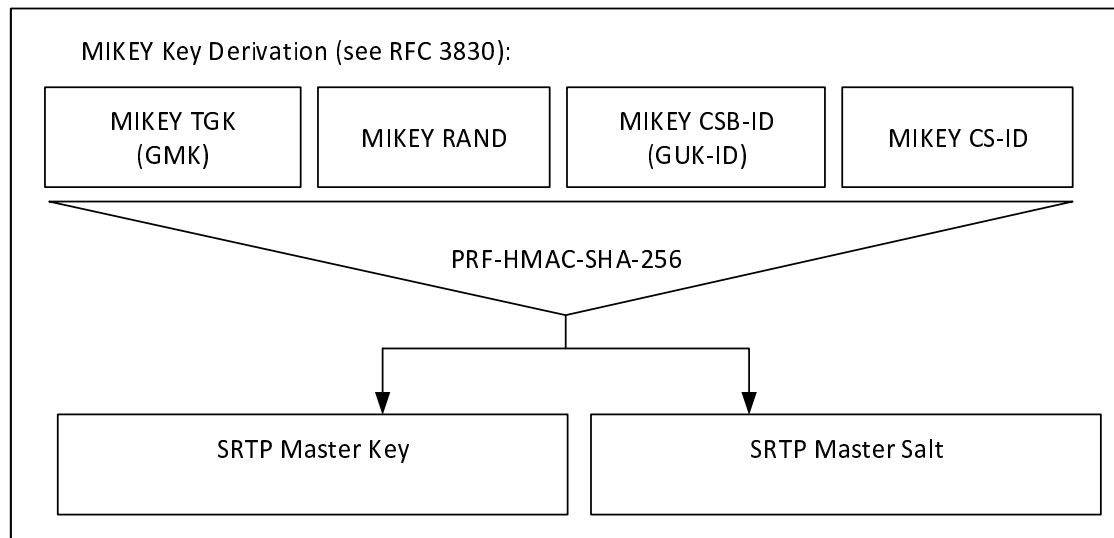 MIKEY Key Derivation (see RFC 3830):
MIKEY TGK
(GMK)
MIKEY RAND
MIKEY CSB-ID
(GUK-ID)
MIKEY CS-ID
PRF-HMAC-SHA-256
SRTP Master Key
SRTP Master Salt